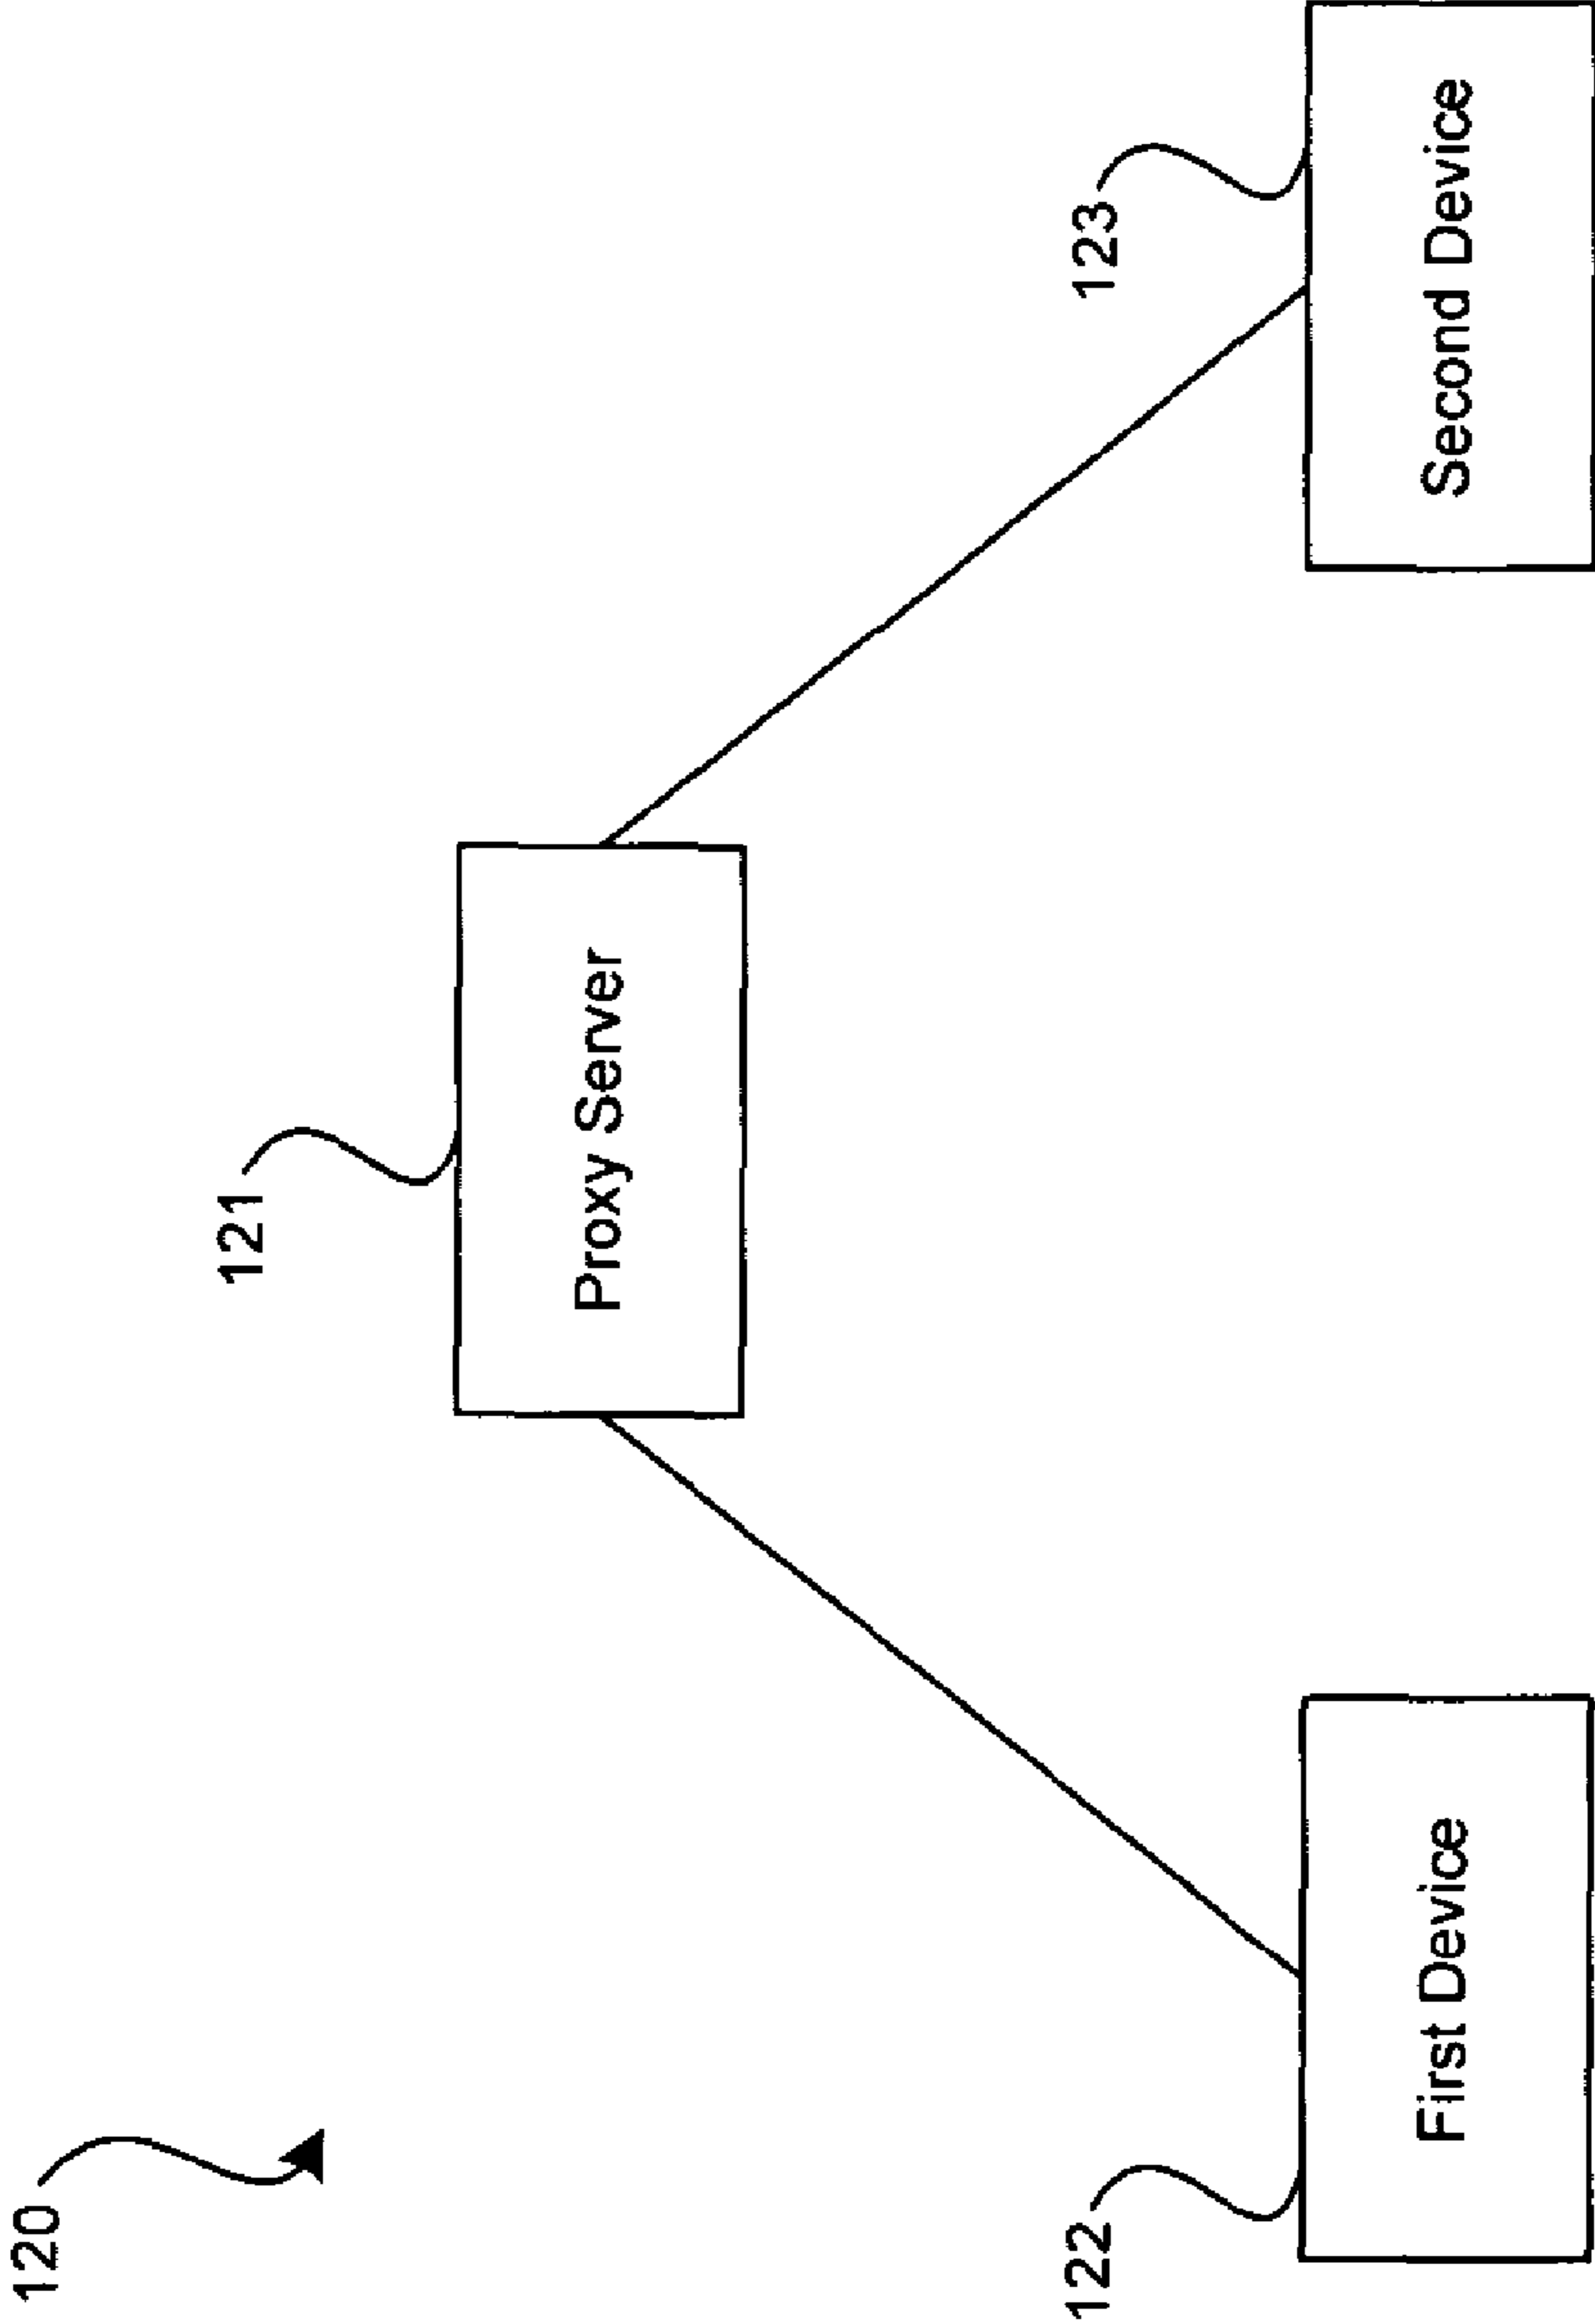 120
121
Proxy Server
122
First Device
123
Second Device